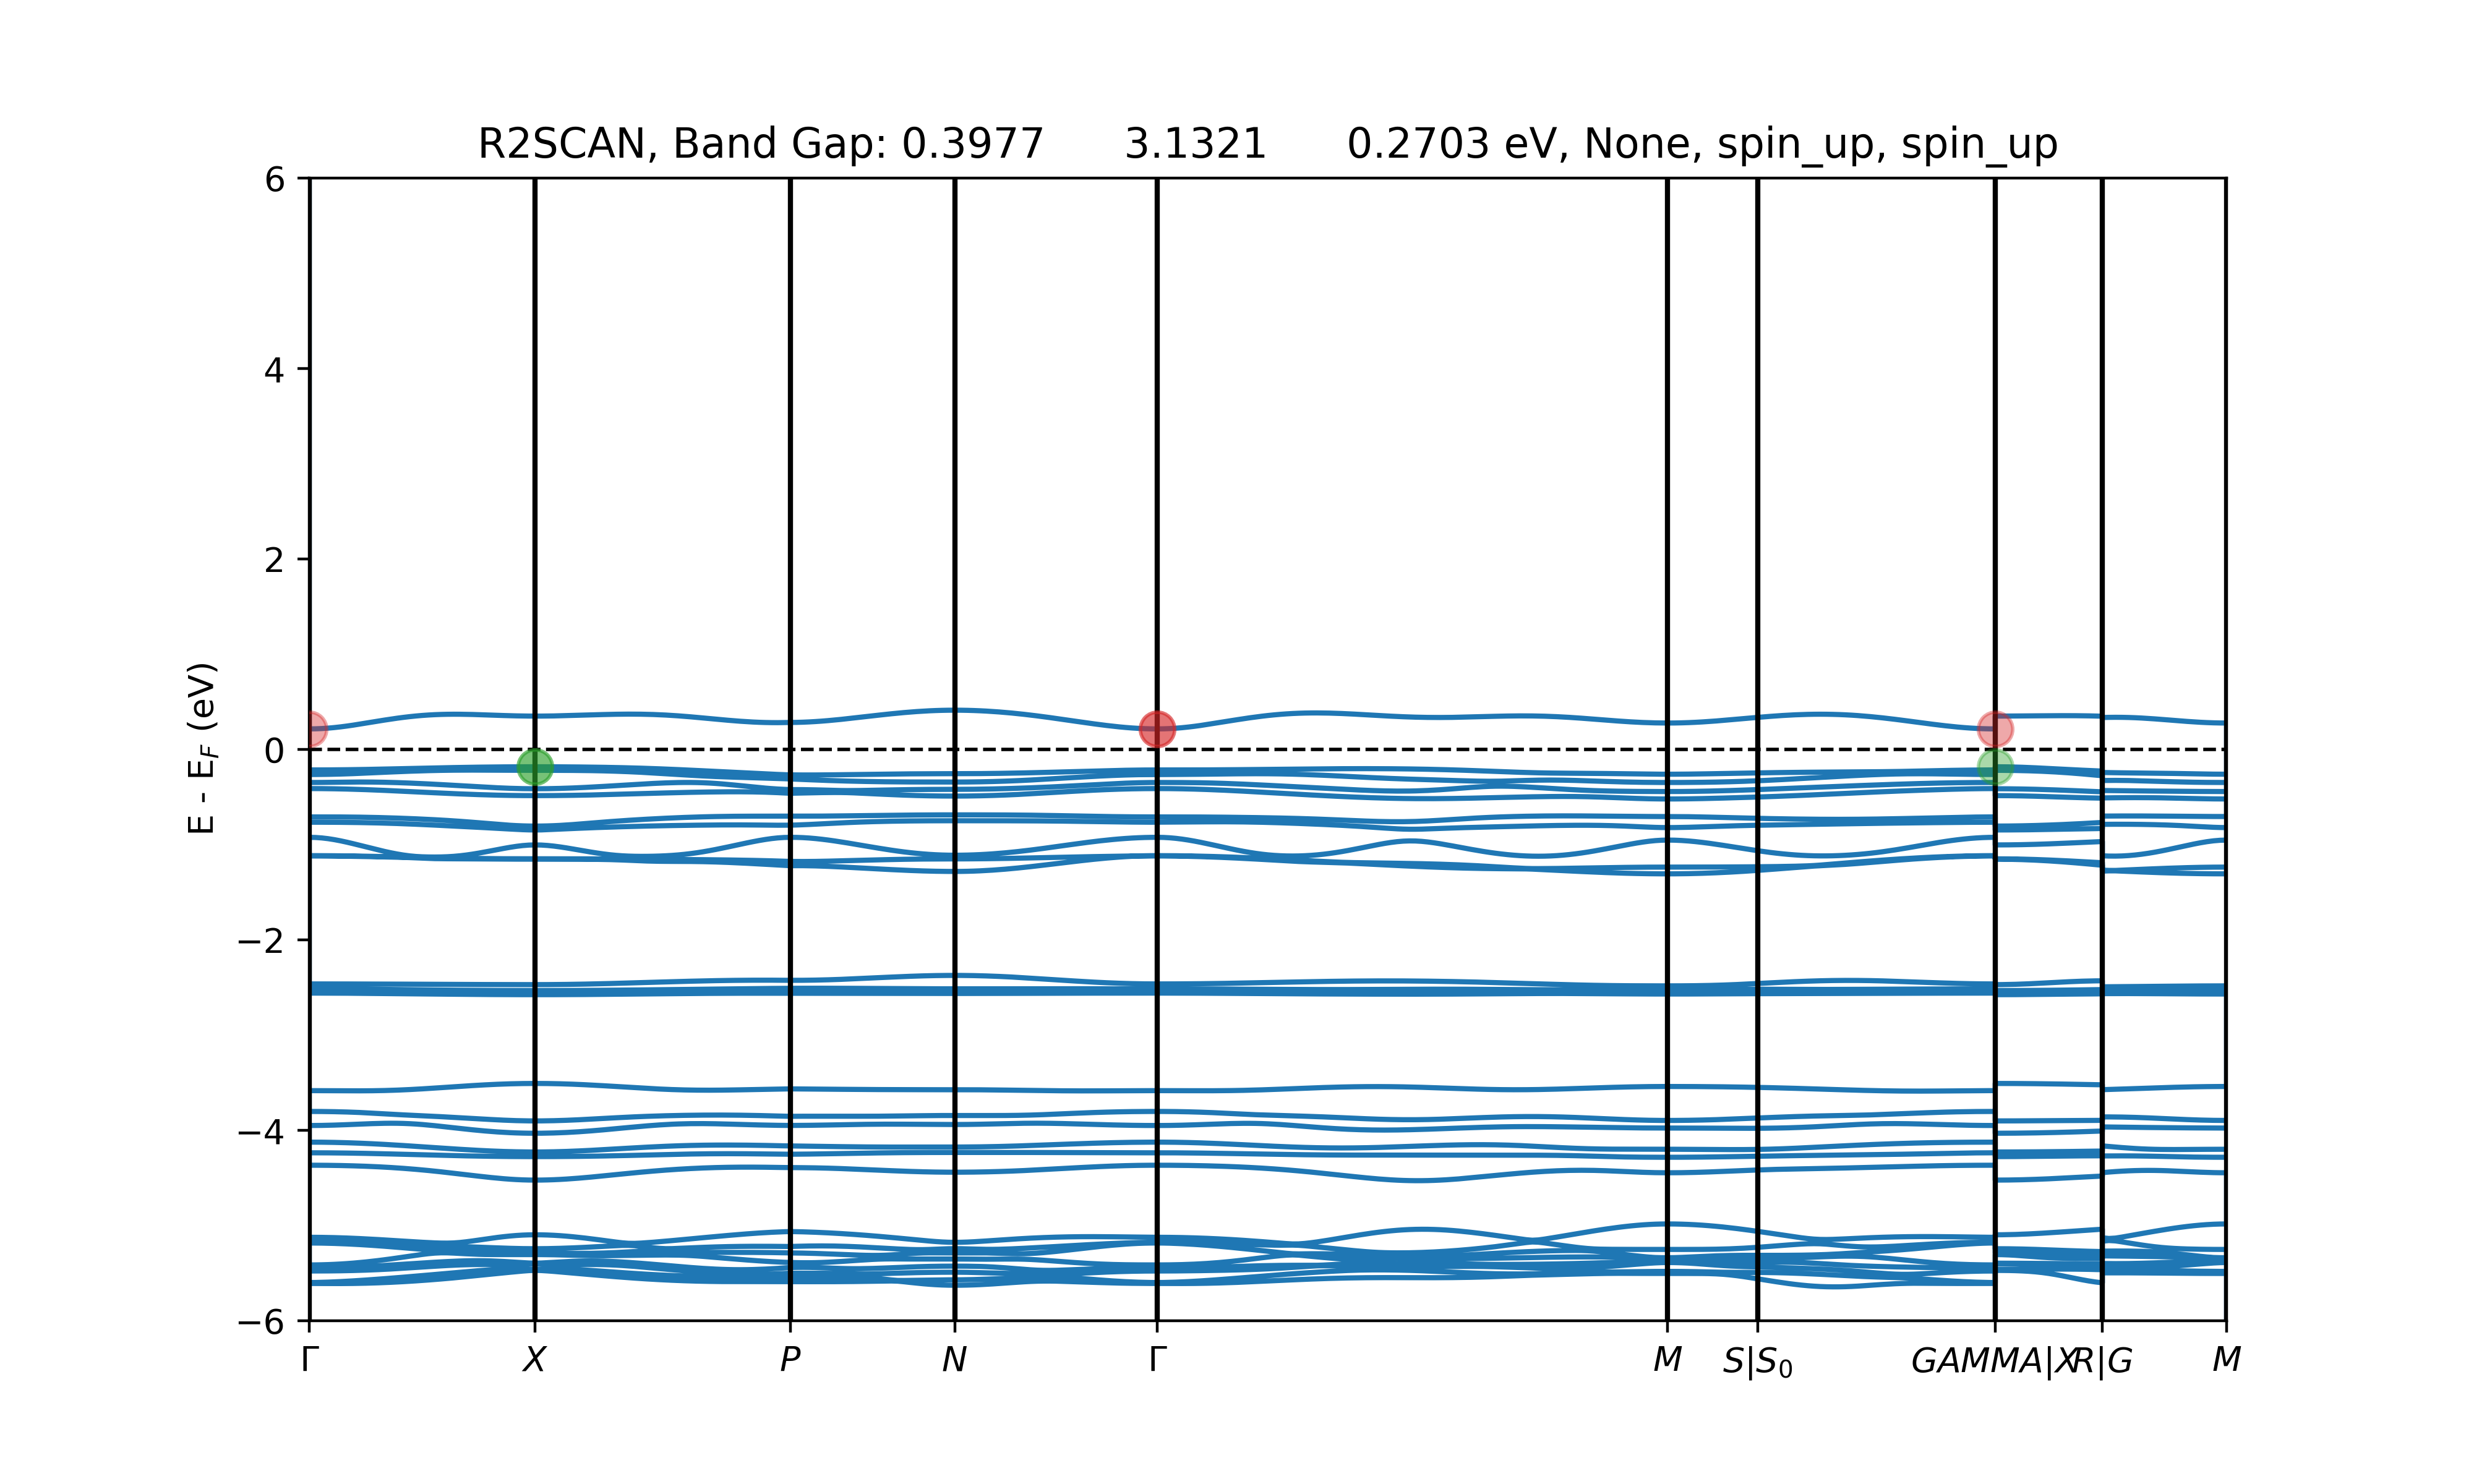 R2SCAN, Band Gap: 0.3977 3.1321 0.2703 eV, None, spin_up, spin_up
6
4
2
0
−2
−4
−6
E - E_F (eV)
Γ X P N Γ M S|S₀ GAMMA|X R|G M